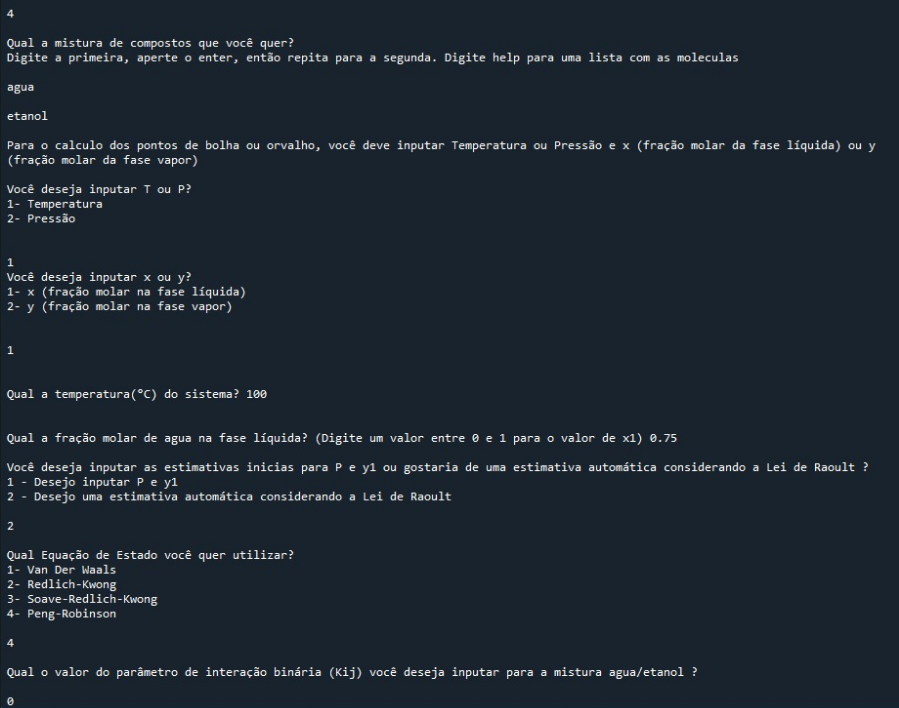 4
Qual a mistura de compostos que você quer?
Digite a primeira, aperte o enter, então repita para a segunda. Digite help para uma lista com as moleculas
agua
etanol
Para o calculo dos pontos de bolha ou orvalho, você deve inputar Temperatura ou Pressão e x (fração molar da fase líquida) ou y
(fração molar da fase vapor)
Você deseja inputar T ou P?
1- Temperatura
2- Pressão
1
Você deseja inputar x ou y?
1- x (fração molar na fase líquida)
2- y (fração molar na fase vapor)
1
Qual a temperatura(°C) do sistema? 100
Qual a fração molar de agua na fase líquida? (Digite um valor entre 0 e 1 para o valor de x1) 0.75
Você deseja inputar as estimativas inicias para P e y1 ou gostaria de uma estimativa automática considerando a Lei de Raoult ?
1 - Desejo inputar P e y1
2 - Desejo uma estimativa automática considerando a Lei de Raoult
2
Qual Equação de Estado você quer utilizar?
1- Van Der Waals
2- Redlich-Kwong
3- Soave-Redlich-Kwong
4- Peng-Robinson
4
Qual o valor do parâmetro de interação binária (Kij) você deseja inputar para a mistura agua/etanol ?
0